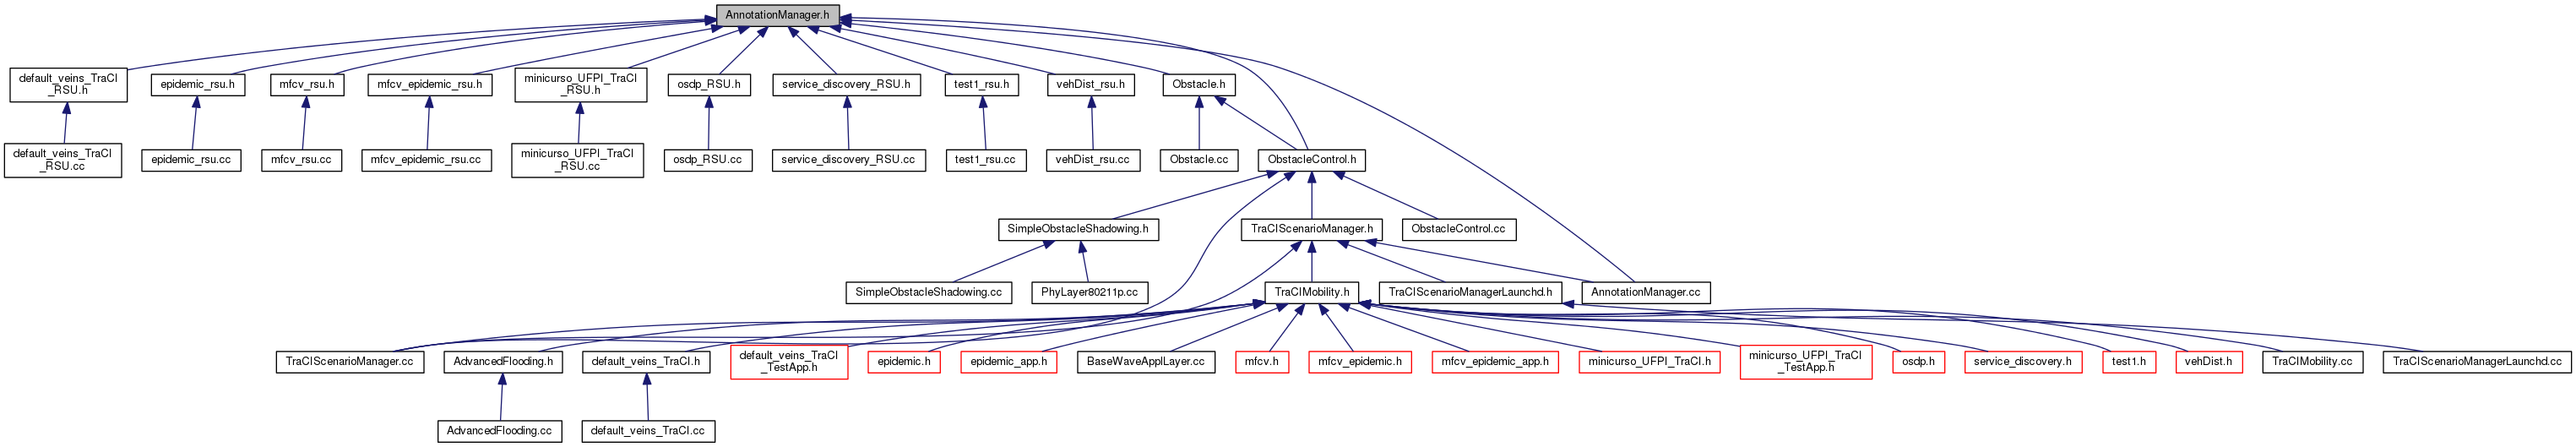 AnnotationManager.h
default_veins_TraCI
_RSU.h
epidemic_rsu.h
mfcv_rsu.h
mfcv_epidemic_rsu.h
minicurso_UFPI_TraCI
_RSU.h
osdp_RSU.h
service_discovery_RSU.h
test1_rsu.h
vehDist_rsu.h
Obstacle.h
default_veins_TraCI
_RSU.cc
epidemic_rsu.cc
mfcv_rsu.cc
mfcv_epidemic_rsu.cc
minicurso_UFPI_TraCI
_RSU.cc
osdp_RSU.cc
service_discovery_RSU.cc
test1_rsu.cc
vehDist_rsu.cc
Obstacle.cc
ObstacleControl.h
SimpleObstacleShadowing.h
TraCIScenarioManager.h
ObstacleControl.cc
SimpleObstacleShadowing.cc
PhyLayer80211p.cc
TraCIMobility.h
TraCIScenarioManagerLaunchd.h
AnnotationManager.cc
TraCIScenarioManager.cc
AdvancedFlooding.h
default_veins_TraCI.h
default_veins_TraCI
_TestApp.h
epidemic.h
epidemic_app.h
BaseWaveApplLayer.cc
mfcv.h
mfcv_epidemic.h
mfcv_epidemic_app.h
minicurso_UFPI_TraCI.h
minicurso_UFPI_TraCI
_TestApp.h
osdp.h
service_discovery.h
test1.h
vehDist.h
TraCIMobility.cc
TraCIScenarioManagerLaunchd.cc
AdvancedFlooding.cc
default_veins_TraCI.cc